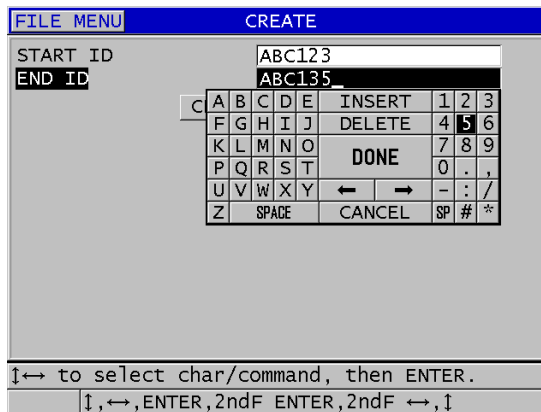 FILE MENU CREATE
START ID ABC123
END ID ABC135_
A B C D E INSERT 1 2 3
F G H I J DELETE 4 5 6
K L M N O DONE 7 8 9
P Q R S T 0 . ,
U V W X Y ← → - : /
Z SPACE CANCEL SP # *
↕↔ to select char/command, then ENTER.
↕,↔,ENTER,2ndF ENTER,2ndF ↔,↕